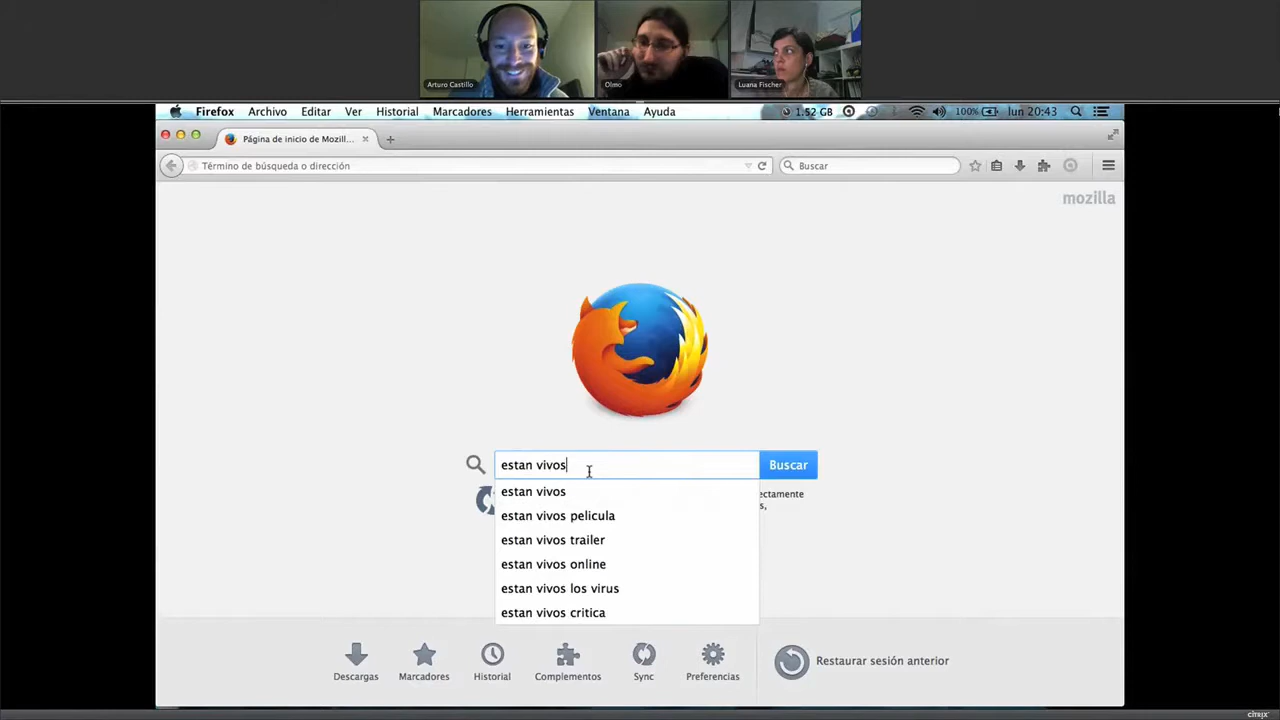 Arturo Castillo
Olmo
Luana Fischer
Firefox Archivo Editar Ver Historial Marcadores Herramientas Ventana Ayuda 1.52 GB 100% lun 20:43
Página de inicio de Mozill...
Término de búsqueda o dirección
Buscar
mozilla
estan vivos
Buscar
estan vivos
ectamente
s,
estan vivos pelicula
estan vivos trailer
estan vivos online
estan vivos los virus
estan vivos critica
Descargas Marcadores Historial Complementos Sync Preferencias Restaurar sesión anterior
CİTRIX